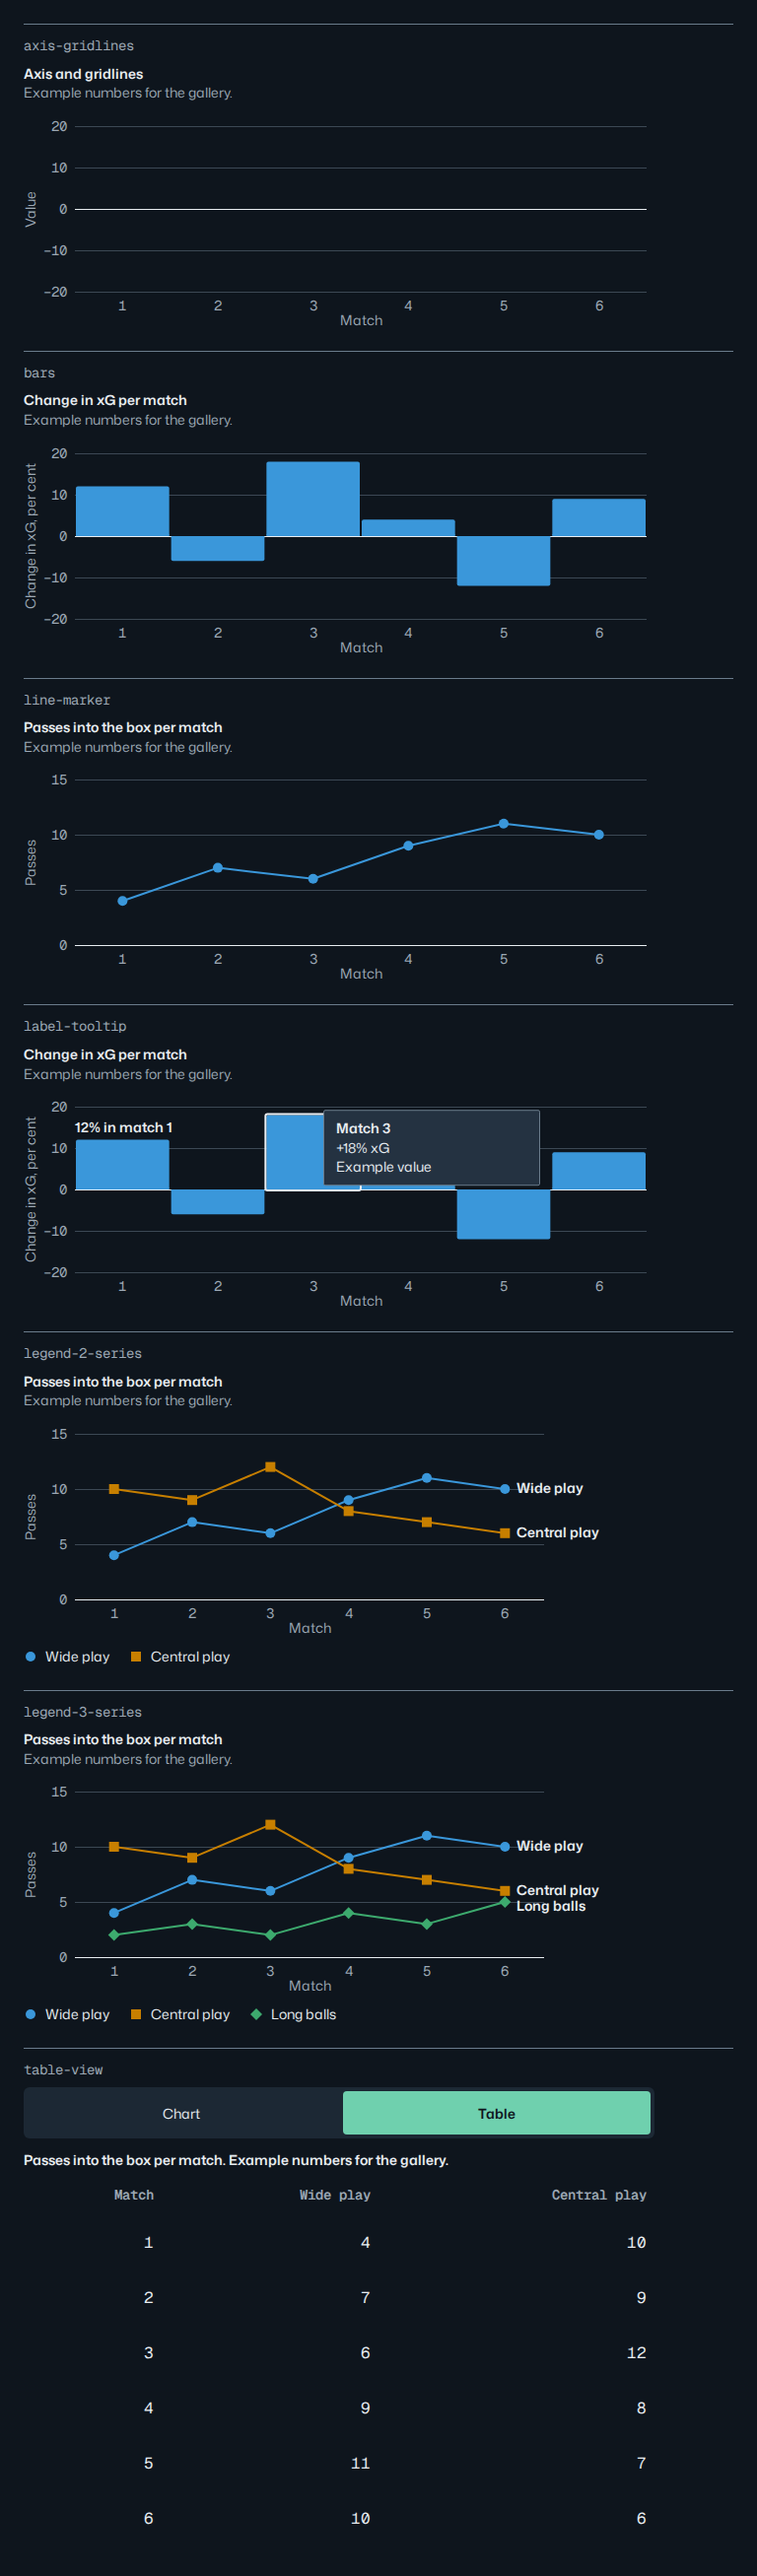 axis-gridlines
Axis and gridlines
Example numbers for the gallery.
20
10
0
−10
−20
Value
1 2 3 4 5 6
Match
bars
Change in xG per match
Example numbers for the gallery.
20
10
0
−10
−20
Change in xG, per cent
1 2 3 4 5 6
Match
line-marker
Passes into the box per match
Example numbers for the gallery.
15
10
5
0
Passes
1 2 3 4 5 6
Match
label-tooltip
Change in xG per match
Example numbers for the gallery.
20
10
0
−10
−20
Change in xG, per cent
12% in match 1
Match 3
+18% xG
Example value
1 2 3 4 5 6
Match
legend-2-series
Passes into the box per match
Example numbers for the gallery.
15
10
5
0
Passes
Wide play
Central play
1 2 3 4 5 6
Match
Wide play Central play
legend-3-series
Passes into the box per match
Example numbers for the gallery.
15
10
5
0
Passes
Wide play
Central play
Long balls
1 2 3 4 5 6
Match
Wide play Central play Long balls
table-view
Chart Table
Passes into the box per match. Example numbers for the gallery.
Match Wide play Central play
1 4 10
2 7 9
3 6 12
4 9 8
5 11 7
6 10 6